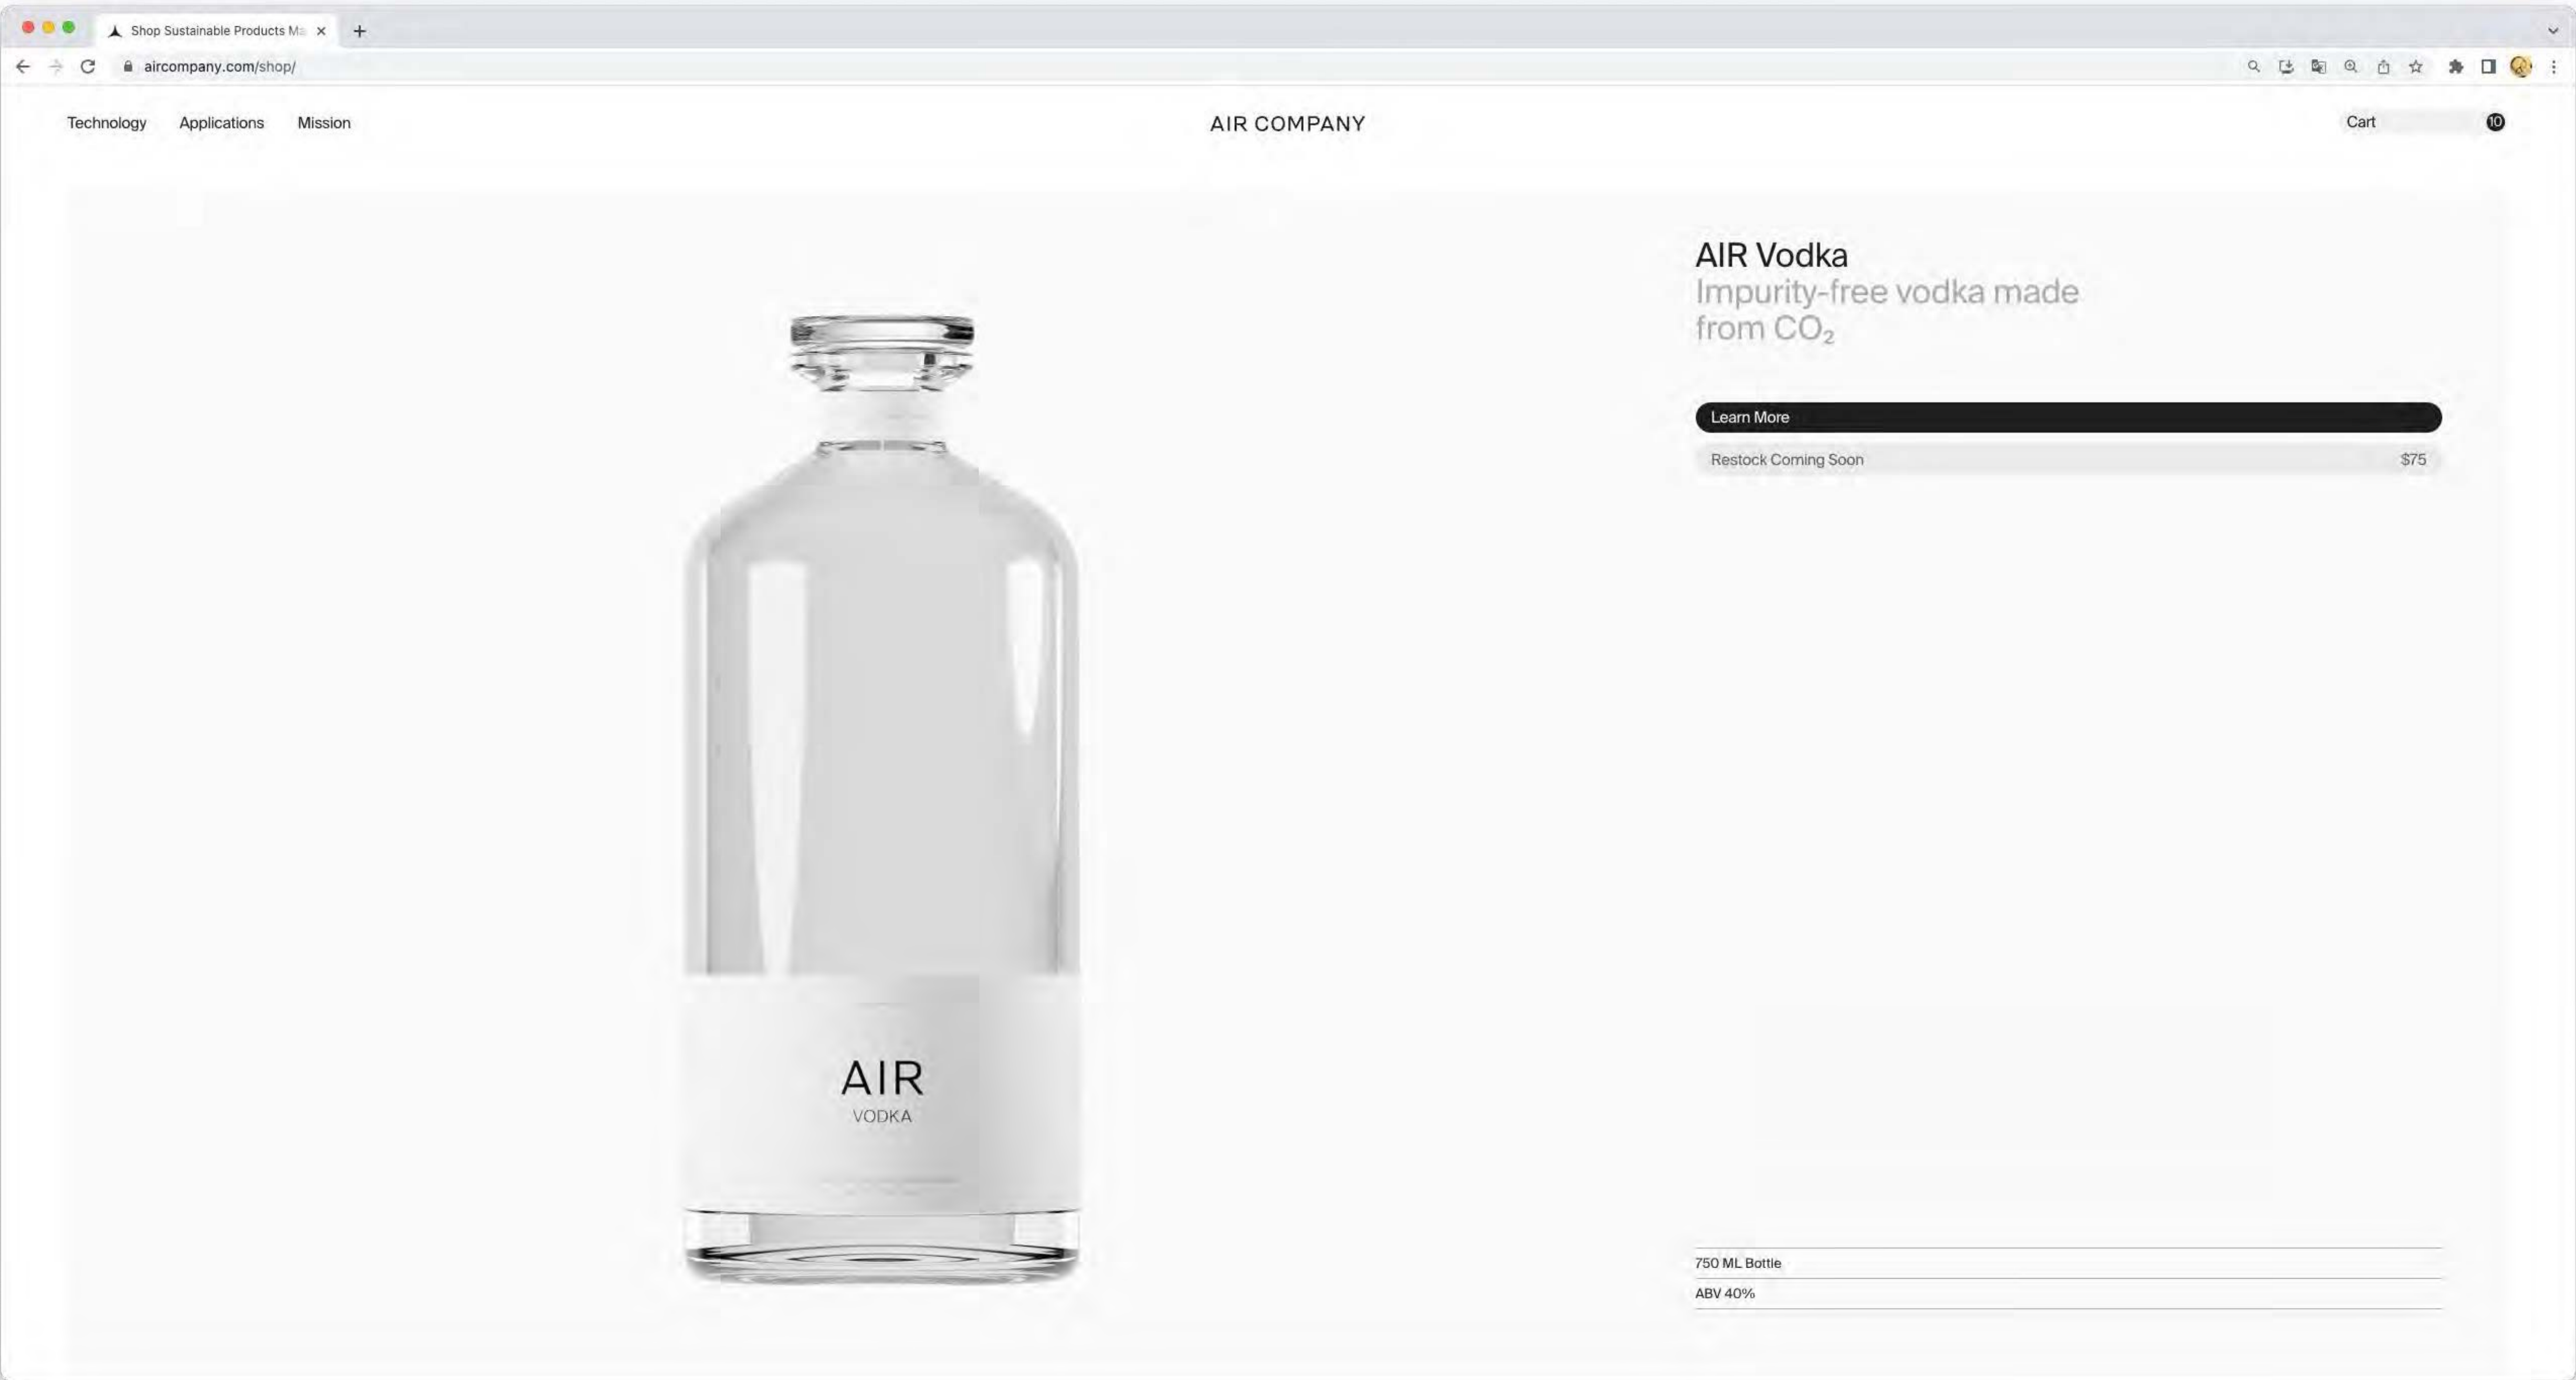 Shop Sustainable Products Ma
aircompany.com/shop/
Technology
Applications
Mission
AIR COMPANY
Cart
10
AIR Vodka
Impurity-free vodka made
from CO₂
Learn More
Restock Coming Soon
$75
AIR
VODKA
750 ML Bottle
ABV 40%